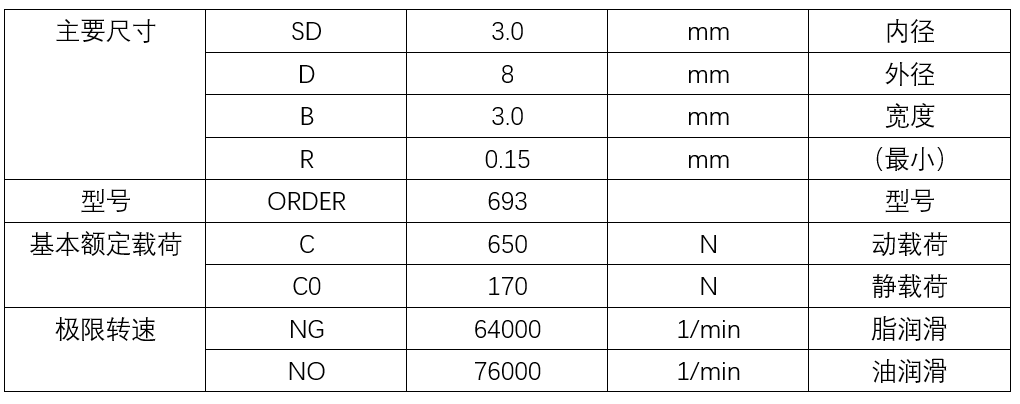 主要尺寸 SD 3.0 mm 内径
D 8 mm 外径
B 3.0 mm 宽度
R 0.15 mm （最小）
型号 ORDER 693 型号
基本额定载荷 C 650 N 动载荷
C0 170 N 静载荷
极限转速 NG 64000 1/min 脂润滑
NO 76000 1/min 油润滑